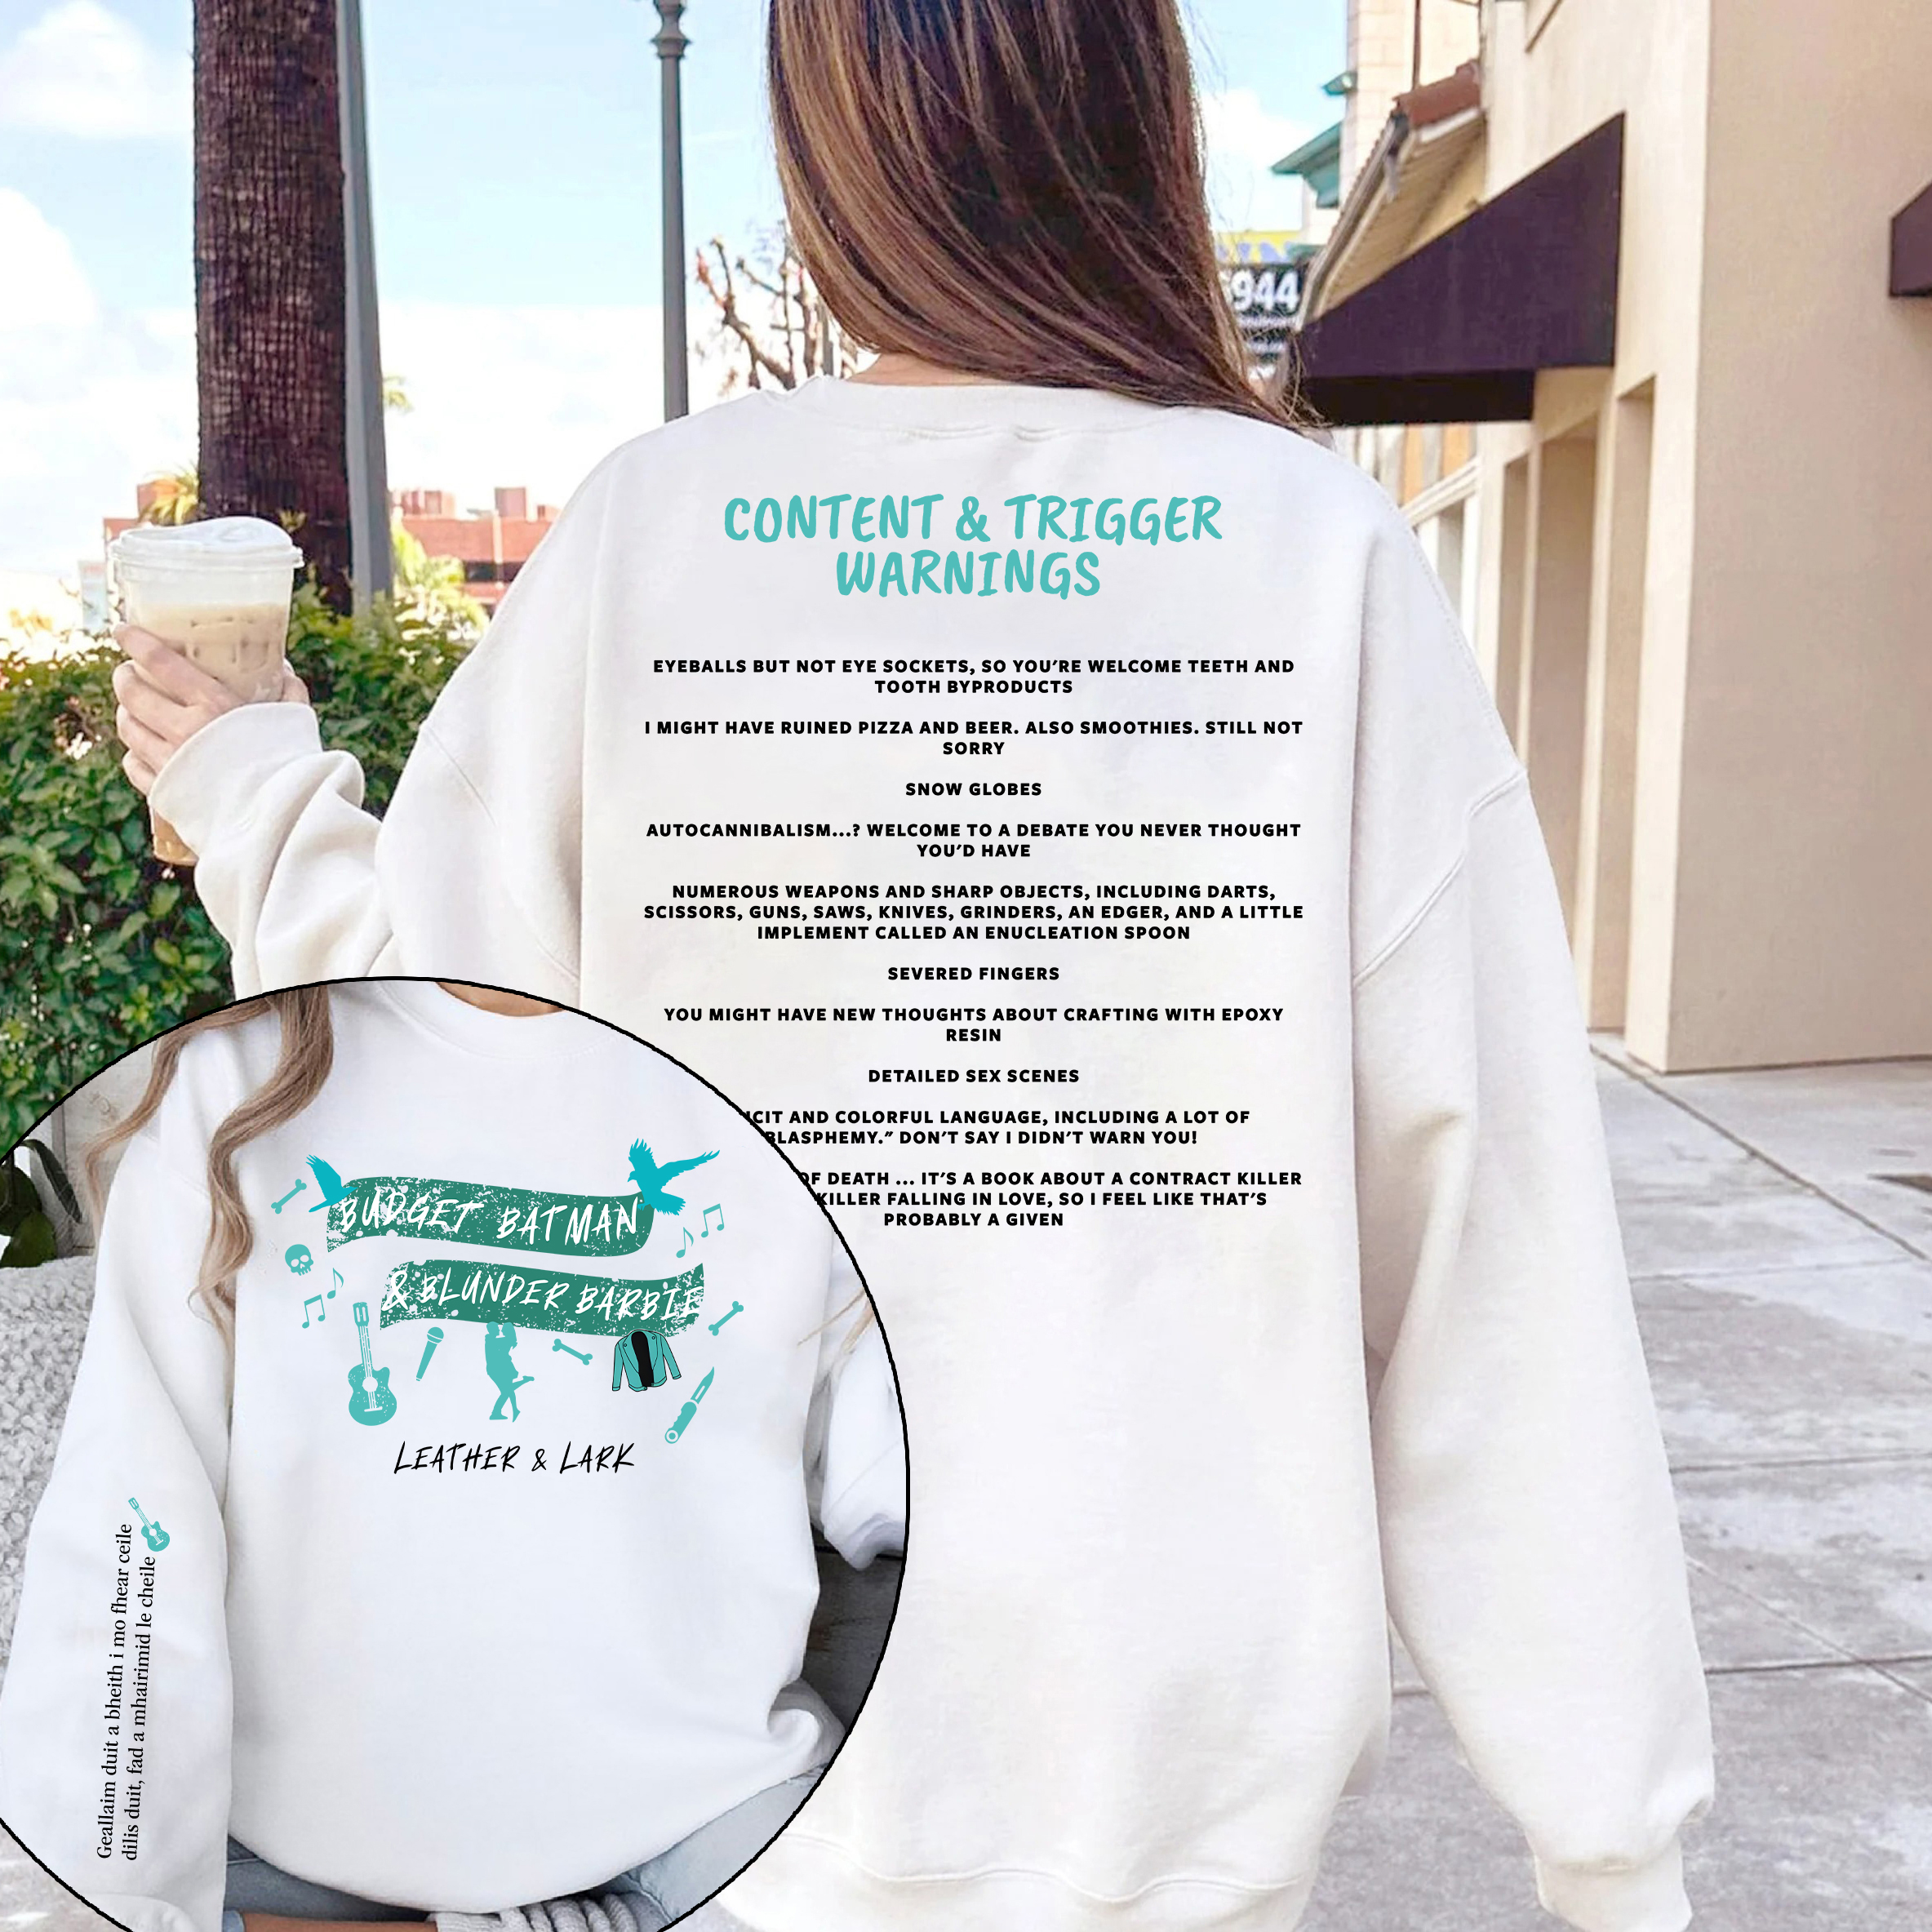 944
CONTENT & TRIGGER
WARNINGS
EYEBALLS BUT NOT EYE SOCKETS, SO YOU'RE WELCOME TEETH AND
TOOTH BYPRODUCTS
I MIGHT HAVE RUINED PIZZA AND BEER. ALSO SMOOTHIES. STILL NOT
SORRY
SNOW GLOBES
AUTOCANNIBALISM...? WELCOME TO A DEBATE YOU NEVER THOUGHT
YOU'D HAVE
NUMEROUS WEAPONS AND SHARP OBJECTS, INCLUDING DARTS,
SCISSORS, GUNS, SAWS, KNIVES, GRINDERS, AN EDGER, AND A LITTLE
IMPLEMENT CALLED AN ENUCLEATION SPOON
SEVERED FINGERS
YOU MIGHT HAVE NEW THOUGHTS ABOUT CRAFTING WITH EPOXY
RESIN
DETAILED SEX SCENES
AND COLORFUL LANGUAGE, INCLUDING A LOT OF
BLASPHEMY.” DON'T SAY I DIDN'T WARN YOU!
OF DEATH ... IT'S A BOOK ABOUT A CONTRACT KILLER
KILLER FALLING IN LOVE, SO I FEEL LIKE THAT'S
PROBABLY A GIVEN
BUDGET BATMAN
& BLUNDER BARBIE
LEATHER & LARK
Geallaim duit a bheith i mo fhear ceile
dilis duit, fad a mhairimid le cheile